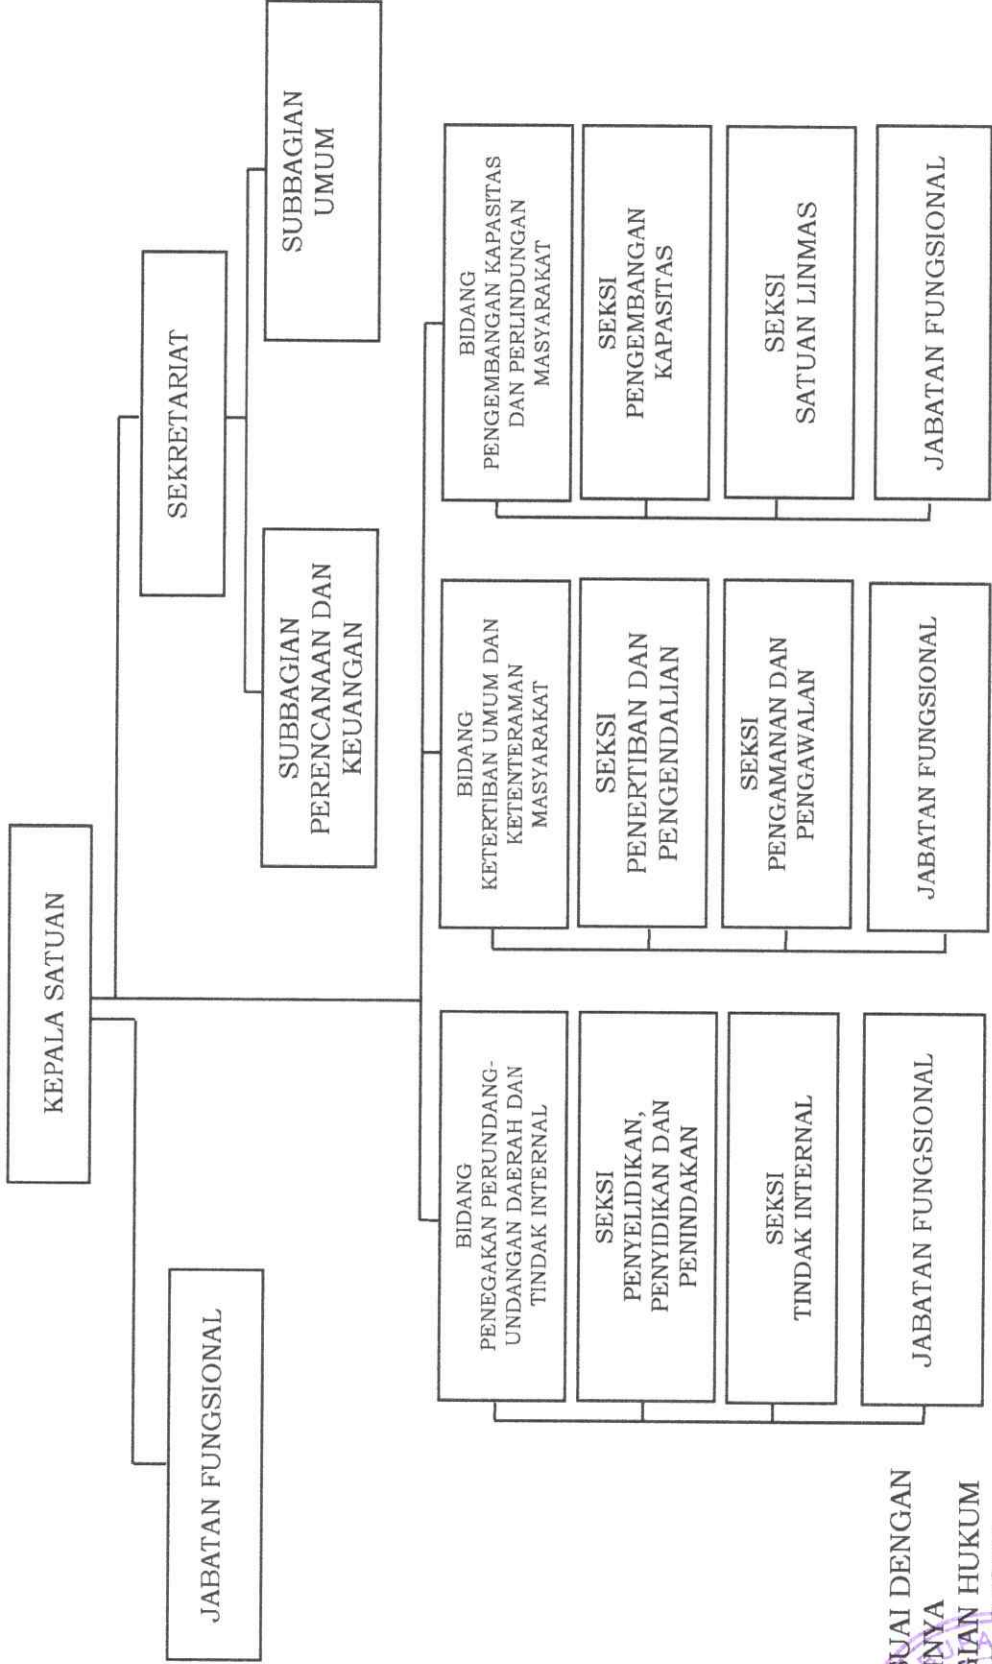 KEPALA SATUAN
JABATAN FUNGSIONAL
SEKRETARIAT
SUBBAGIAN
PERENCANAAN DAN
KEUANGAN
SUBBAGIAN
UMUM
BIDANG
PENEGAKAN PERUNDANG-
UNDANGAN DAERAH DAN
TINDAK INTERNAL
SEKSI
PENYELIDIKAN,
PENYIDIKAN DAN
PENINDAKAN
SEKSI
TINDAK INTERNAL
JABATAN FUNGSIONAL
BIDANG
KETERTIBAN UMUM DAN
KETENTERAMAN
MASYARAKAT
SEKSI
PENERTIBAN DAN
PENGENDALIAN
SEKSI
PENGAMANAN DAN
PENGAWALAN
JABATAN FUNGSIONAL
BIDANG
PENGEMBANGAN KAPASITAS
DAN PERLINDUNGAN
MASYARAKAT
SEKSI
PENGEMBANGAN
KAPASITAS
SEKSI
SATUAN LINMAS
JABATAN FUNGSIONAL
DENGAN
HUKUM